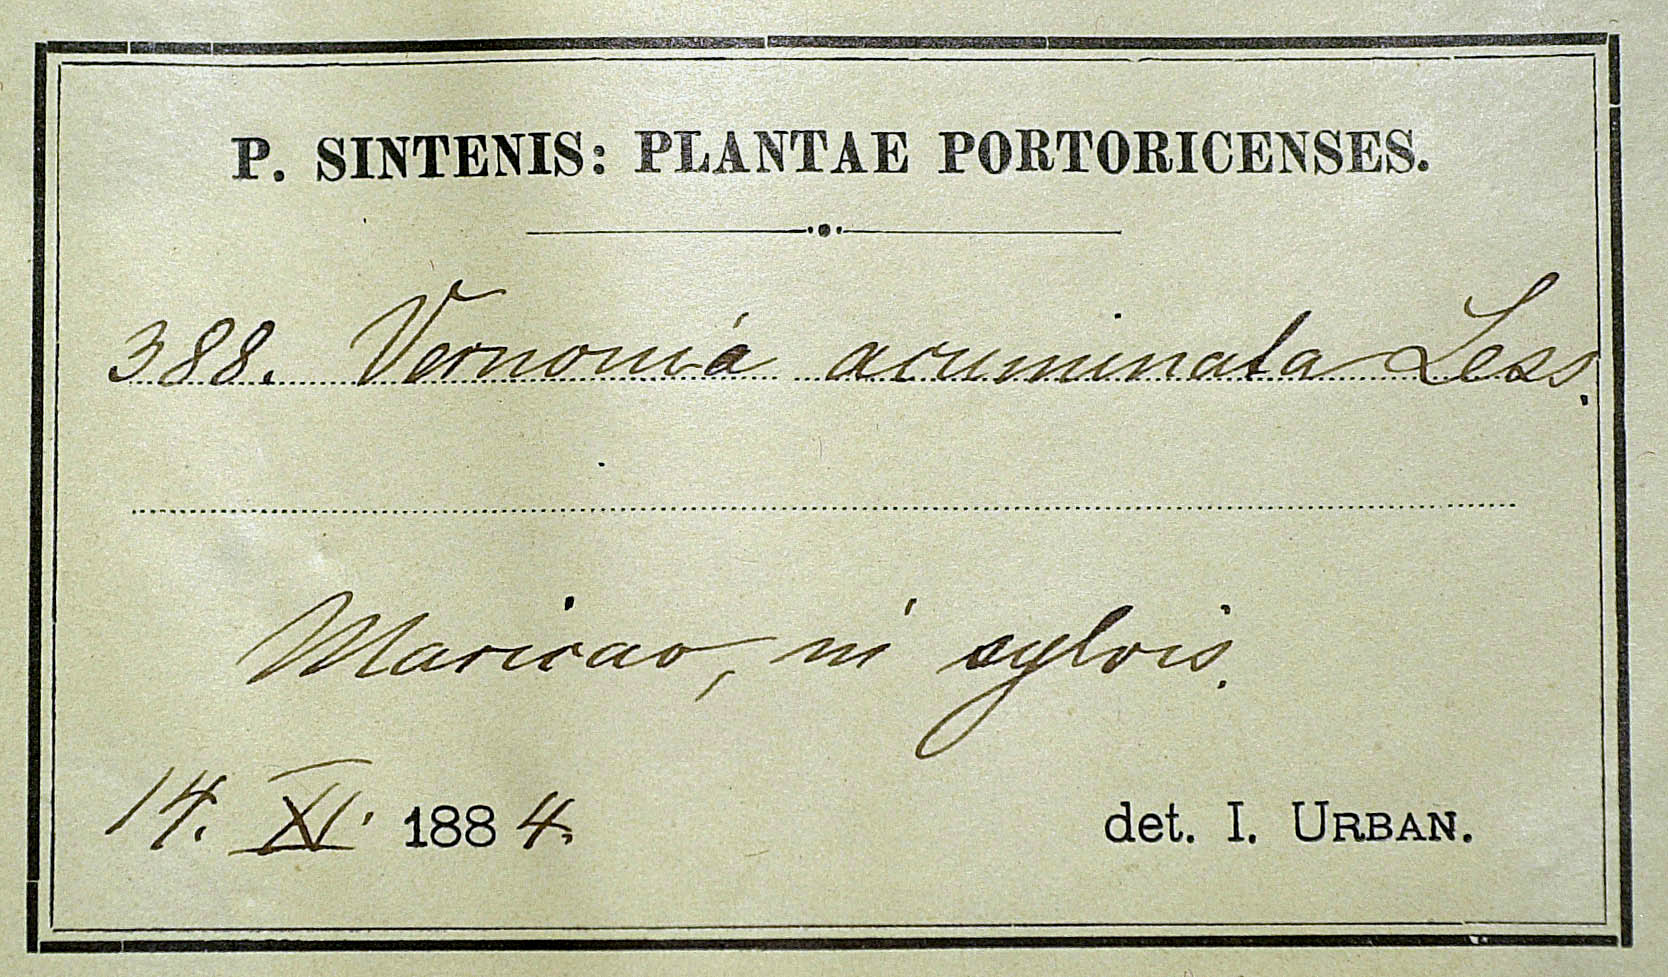 P. SINTENIS: PLANTAE PORTORICENSES.
388. Vernonia acuminata Less.
Maricao, in sylvis.
14. XI. 1884. det. I. URBAN.